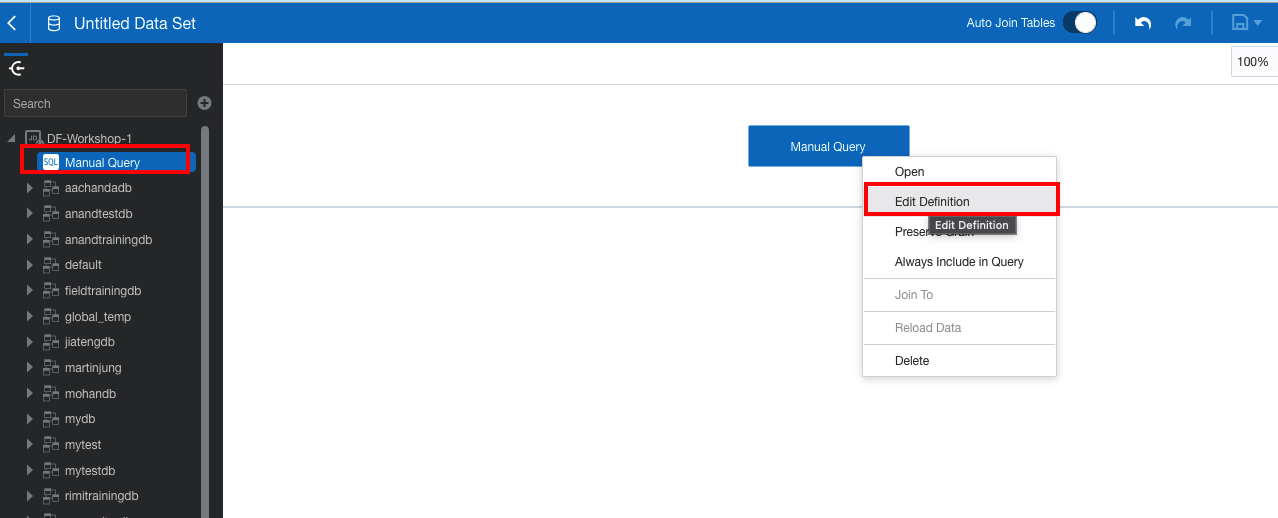 Untitled Data Set
Auto Join Tables
100%
Search
DF-Workshop-1
SQL Manual Query
aachandadb
anandtestdb
anandtrainingdb
default
fieldtrainingdb
global_temp
jiatengdb
martinjung
mohandb
mydb
mytest
mytestdb
rimitrainingdb
Manual Query
Open
Edit Definition
Edit Definition
Preserve Grain
Always Include in Query
Join To
Reload Data
Delete